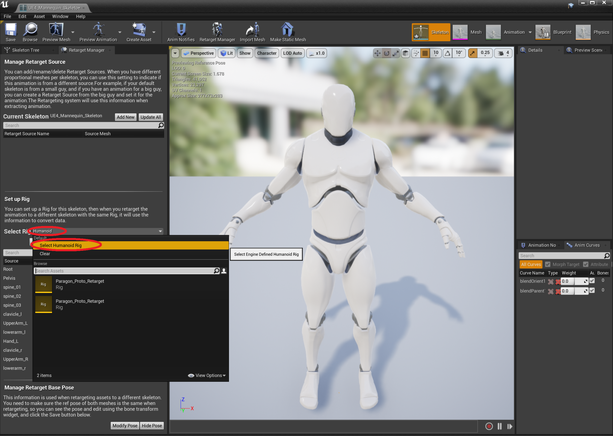 UE4_Mannequin_Skeleton
File Edit Asset Window Help
Save Browse Preview Mesh Preview Animation Create Asset Anim Notifies Retarget Manager Import Mesh Make Static Mesh Skeleton Mesh Animation Blueprint Physics
Skeleton Tree Retarget Manager
Perspective Lit Show Character LOD Auto x1.0
10 10° 0.25 4
Details Preview Scene
Manage Retarget Source
You can add/rename/delete Retarget Sources. When you have different
proportional meshes per skeleton, you can use this setting to indicate if
this animation is from a different source For example, if your default
skeleton is from a small guy, and if you have an animation for a big guy,
you can create a Retarget Source from the big guy and set it for the
animation.The Retargeting system will use this information when
extracting animation.
Current Skeleton UE4_Mannequin_Skeleton Add New Update All
Search
Retarget Source Name Source Mesh
Set up Rig
You can set up a Rig for this skeleton, then when you retarget the
animation to a different skeleton with the same Rig, it will use the
information to convert data.
Select Rig Humanoid
Select Humanoid Rig
Select Engine Defined Humanoid Rig
Clear
Browse
Search Assets
Paragon_Proto_Retarget
Rig
Paragon_Proto_Retarget
Rig
2 items View Options
Search
Source
Root
Pelvis
spine_01
spine_02
spine_03
clavicle_l
UpperArm_L
lowerarm_l
Hand_L
clavicle_r
UpperArm_R
lowerarm_r
Manage Retarget Base Pose
This information is used when retargeting assets to a different skeleton.
You need to make sure the ref pose of both meshes is the same when
retargeting, so you can see the pose and edit using the bone transform
widget, and click the Save button below.
Modify Pose Hide Pose
Anim Curves
Search
All Curves Morph Target Attribute
Curve Name Type Weight Bones
0.0 0
0.0 0